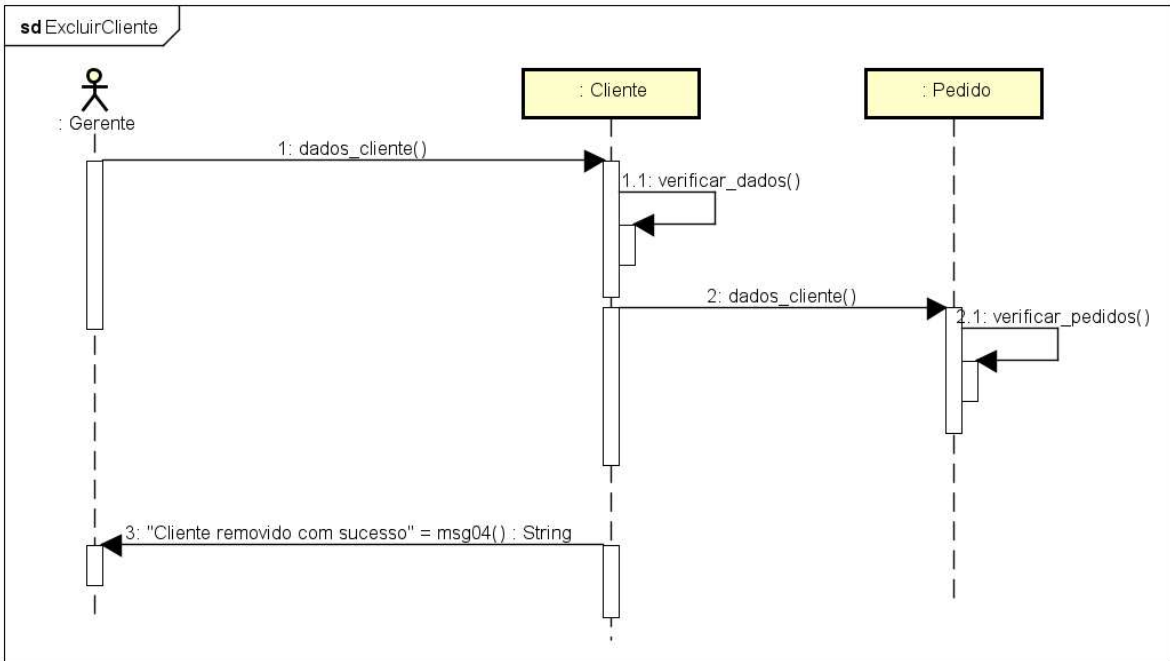 sd ExcluirCliente
: Gerente
: Cliente
: Pedido
1: dados_cliente()
1.1: verificar_dados()
2: dados_cliente()
2.1: verificar_pedidos()
3: "Cliente removido com sucesso" = msg04() : String